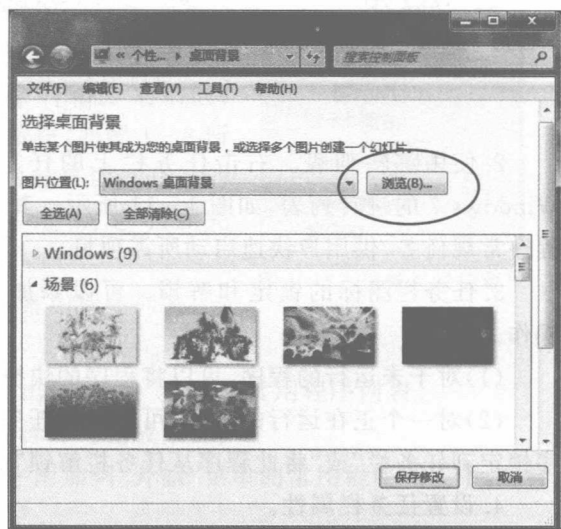 « 个性... ▸ 桌面背景
搜索控制面板
文件(F) 编辑(E) 查看(V) 工具(T) 帮助(H)
选择桌面背景
单击某个图片使其成为您的桌面背景，或选择多个图片创建一个幻灯片。
图片位置(L): Windows 桌面背景 浏览(B)...
全选(A) 全部清除(C)
Windows (9)
场景 (6)
保存修改 取消